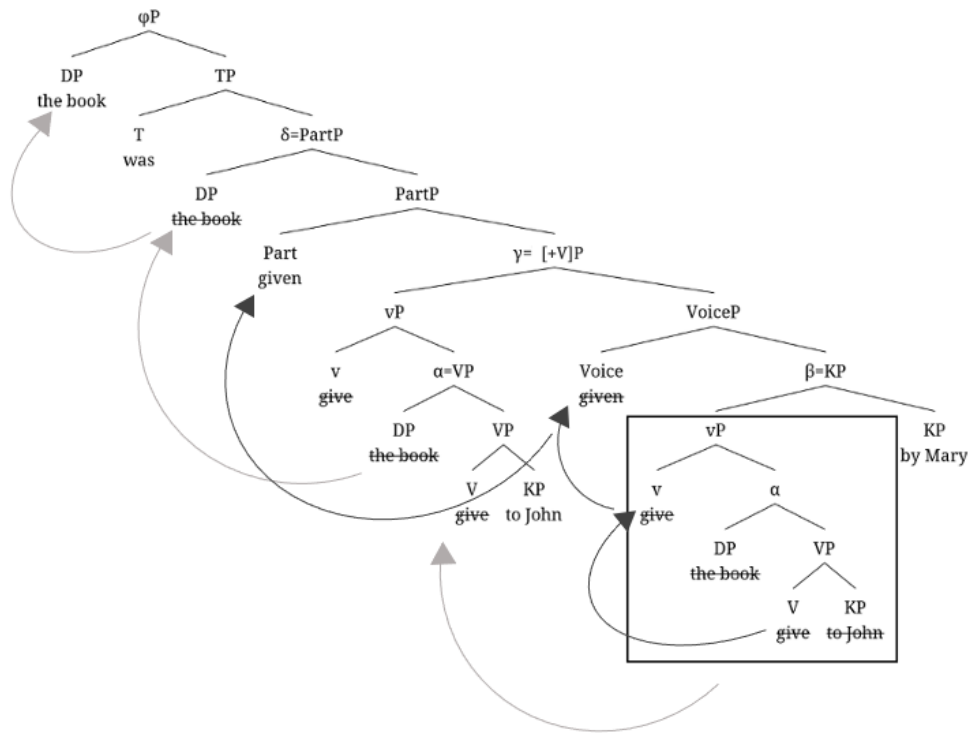 φP
DP TP
the book
T δ=PartP
was
DP PartP
the book
Part γ= [+V]P
given
vP VoiceP
v α=VP Voice β=KP
give given
DP VP vP KP
the book by Mary
V KP v α
give to John give
DP VP
the book
V KP
give to John